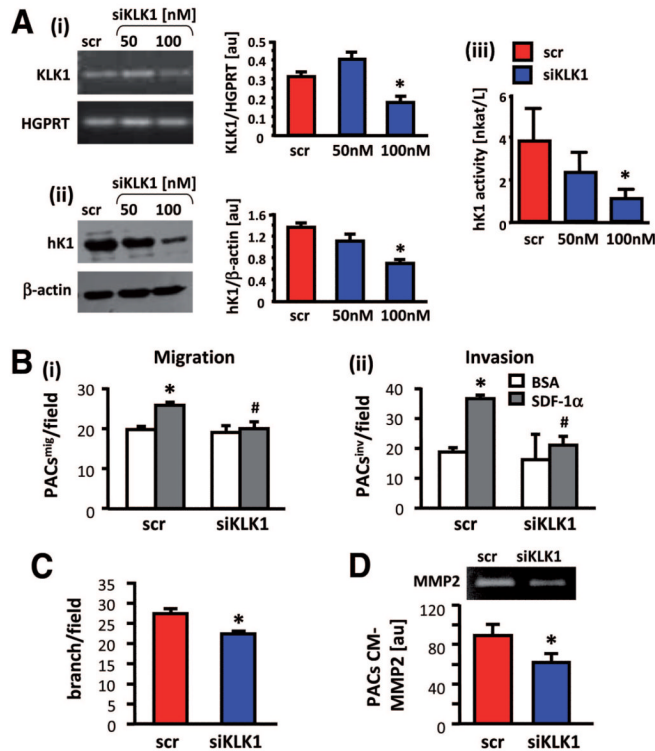 A
(i)
siKLK1 [nM]
scr 50 100
KLK1
HGPRT
KLK1/HGPRT [au]
0.5
0.4
0.3
0.2
0.1
0
*
scr 50nM 100nM
(iii)
scr
siKLK1
hK1 activity [nkat/L]
6
4
2
0
*
scr 50nM 100nM
(ii)
siKLK1 [nM]
scr 50 100
hK1
β-actin
hK1/β-actin [au]
1.6
1.2
0.8
0.4
0
*
scr 50nM 100nM
B
Migration
(i)
PACsmig/field
30
20
10
0
*
#
scr siKLK1
Invasion
(ii)
BSA
SDF-1α
PACsinv/field
40
30
20
10
0
*
#
scr siKLK1
C
branch/field
35
30
25
20
15
10
5
0
*
scr siKLK1
D
scr siKLK1
MMP2
PACs CM-
MMP2 [au]
120
80
40
0
*
scr siKLK1